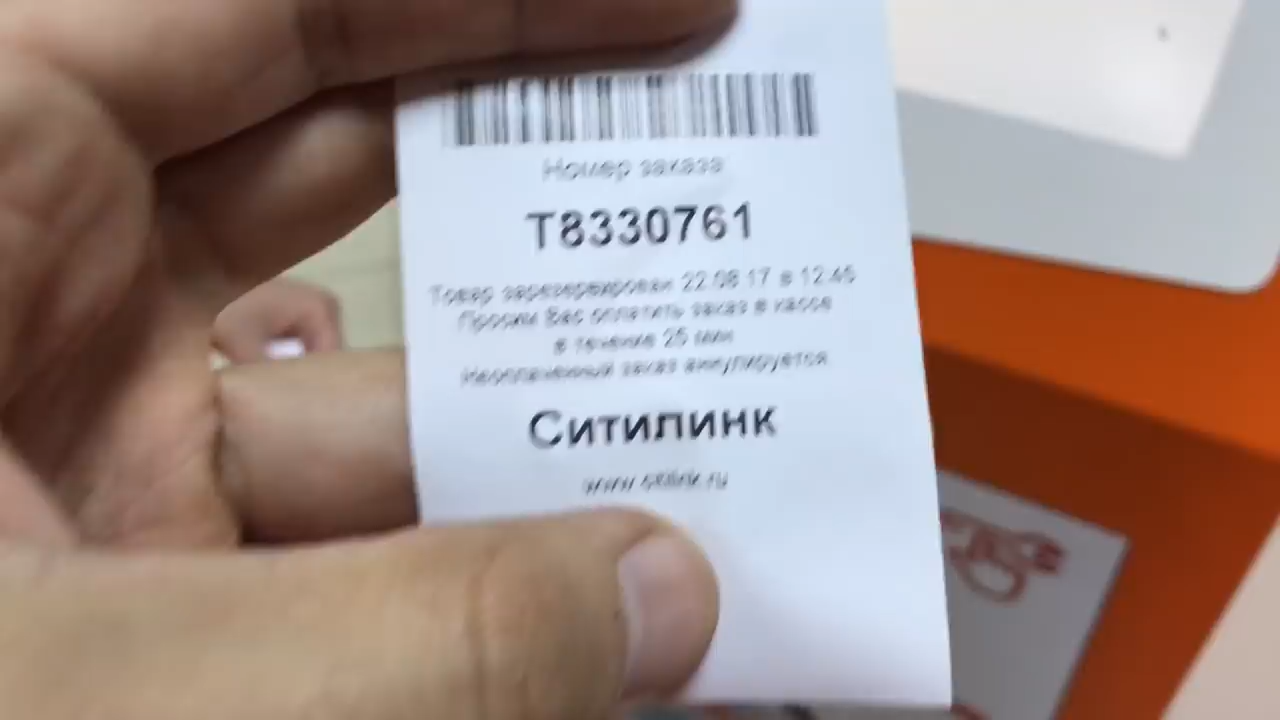 Номер заказа
T8330761
Товар зарезервирован 22.08.17 в 12:45
Просим Вас оплатить заказ в кассе
в течение 25 мин
Неоплаченный заказ аннулируется
Ситилинк
www.citilink.ru